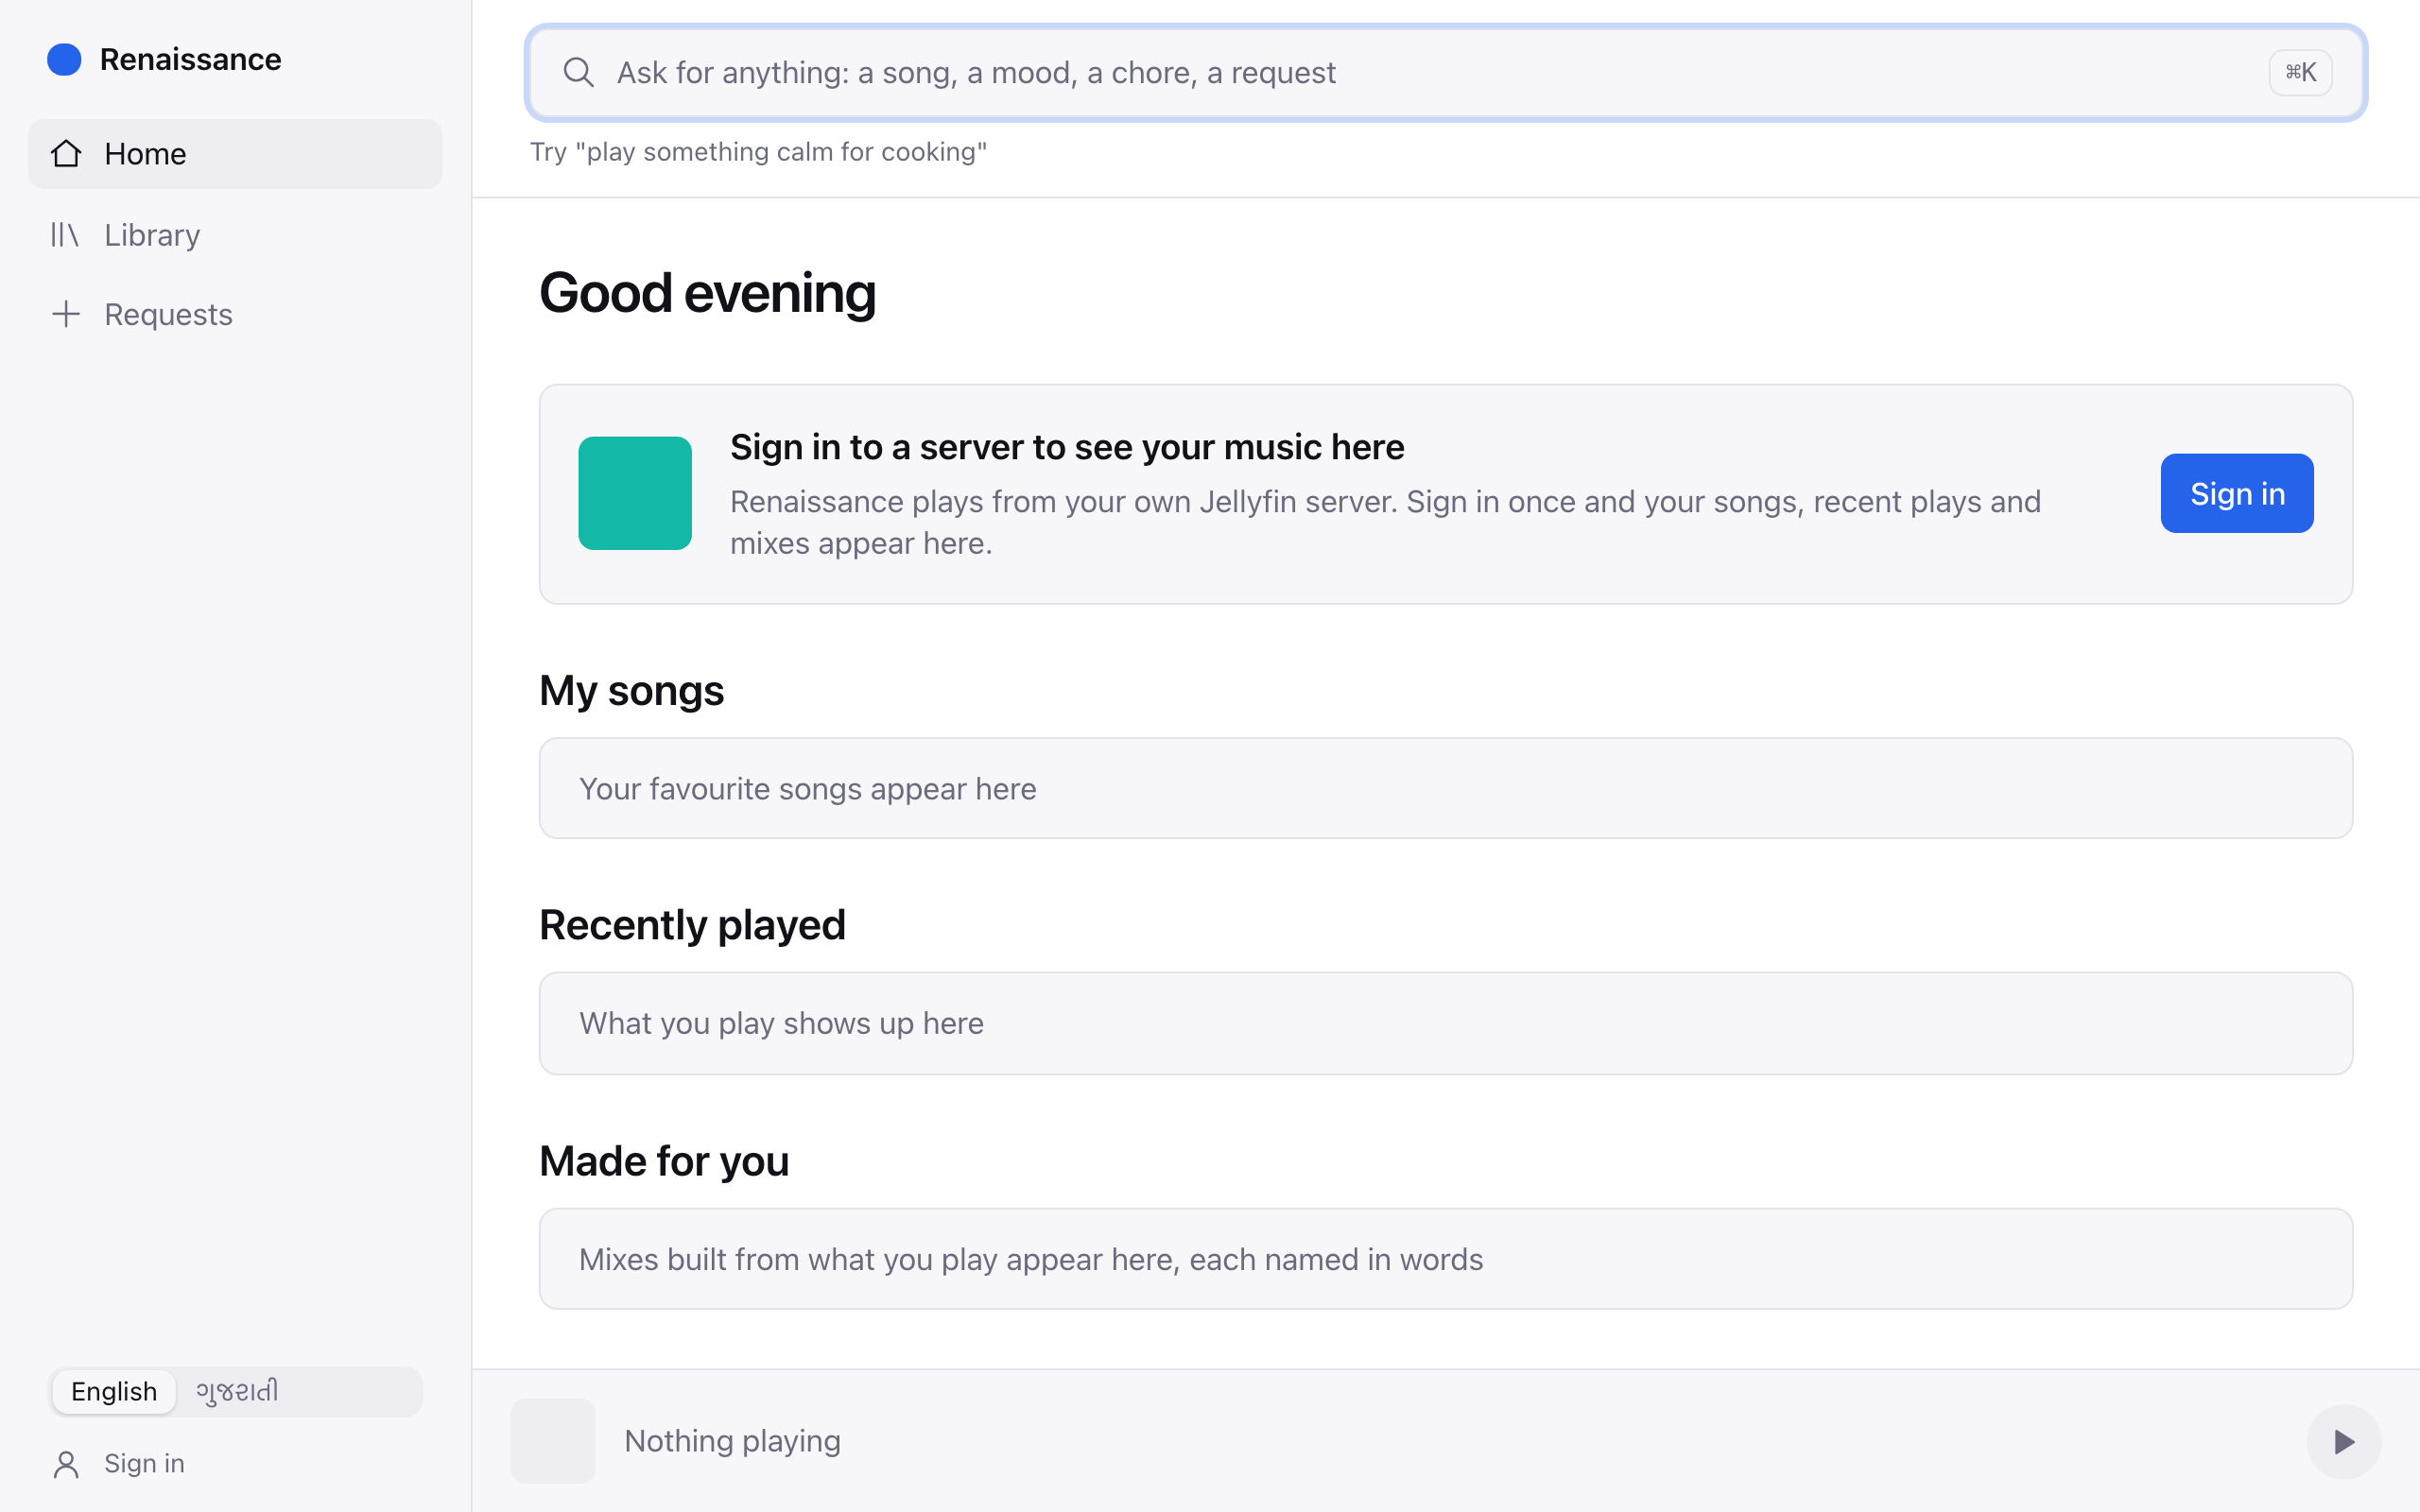 Renaissance
Home
Library
Requests
English ગુજરાતી
Sign in
Ask for anything: a song, a mood, a chore, a request ⌘K
Try "play something calm for cooking"
Good evening
Sign in to a server to see your music here
Renaissance plays from your own Jellyfin server. Sign in once and your songs, recent plays and
mixes appear here.
Sign in
My songs
Your favourite songs appear here
Recently played
What you play shows up here
Made for you
Mixes built from what you play appear here, each named in words
Nothing playing